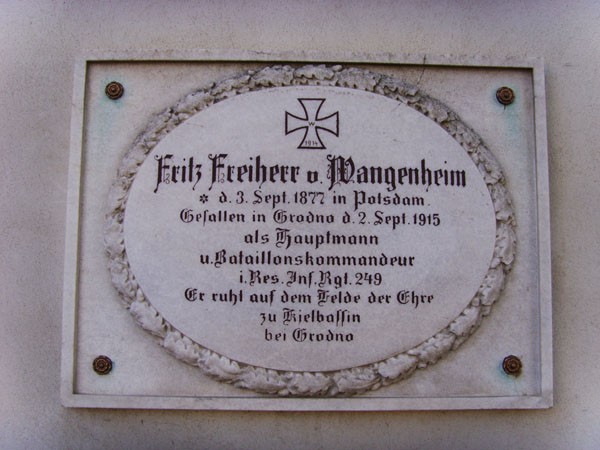 W
1914
Fritz Freiherr v. Wangenheim
* d. 3. Sept. 1877 in Potsdam.
Gefallen in Grodno d. 2. Sept. 1915
als Hauptmann
u. Bataillonskommandeur
i. Res. Inf. Rgt. 249
Er ruht auf dem Felde der Ehre
zu Kielbassin
bei Grodno